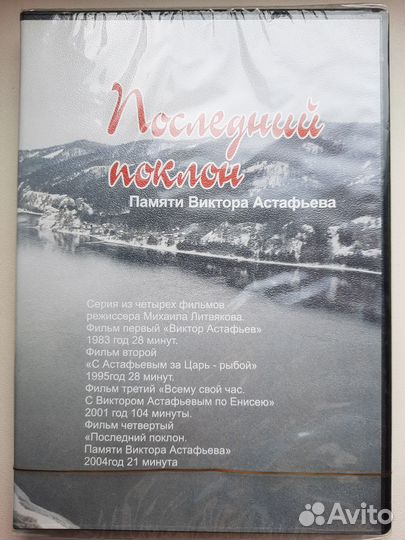 Последний
поклон
Памяти Виктора Астафьева
Серия из четырех фильмов
режиссера Михаила Литвякова.
Фильм первый «Виктор Астафьев»
1983 год 28 минут.
Фильм второй
«С Астафьевым за Царь - рыбой»
1995год 28 минут.
Фильм третий «Всему свой час.
С Виктором Астафьевым по Енисею»
2001 год 104 минуты.
Фильм четвертый
«Последний поклон.
Памяти Виктора Астафьева»
2004год 21 минута
Avito